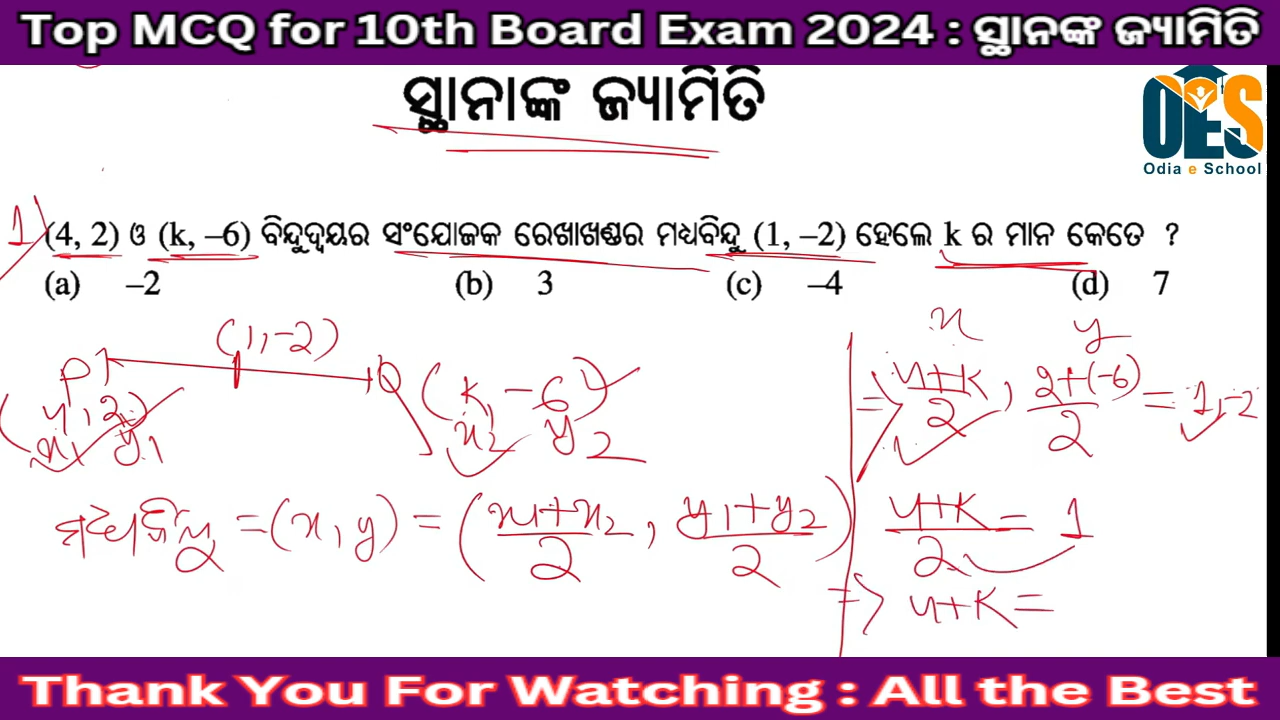 Top MCQ for 10th Board Exam 2024 : ସ୍ଥାନଙ୍କ ଜ୍ୟାମିତି
ସ୍ଥାନାଙ୍କ ଜ୍ୟାମିତି
OES
Odia e School
1) (4, 2) ଓ (k, –6) ବିନ୍ଦୁଦ୍ୱୟର ସଂଯୋଜକ ରେଖାଖଣ୍ଡର ମଧ୍ୟବିନ୍ଦୁ (1, –2) ହେଲେ k ର ମାନ କେତେ ?
(a) –2 (b) 3 (c) –4 (d) 7
(1, -2)
P Q
(4, 2) (k, -6)
x₁ y₁ x₂ y₂
ମଧ୍ୟବିନ୍ଦୁ = (x, y) = ((x₁+x₂)/2, (y₁+y₂)/2)
x y
=> (4+k)/2, (2+(-6))/2 = 1, -2
(4+k)/2 = 1
=> 4+k =
Thank You For Watching : All the Best